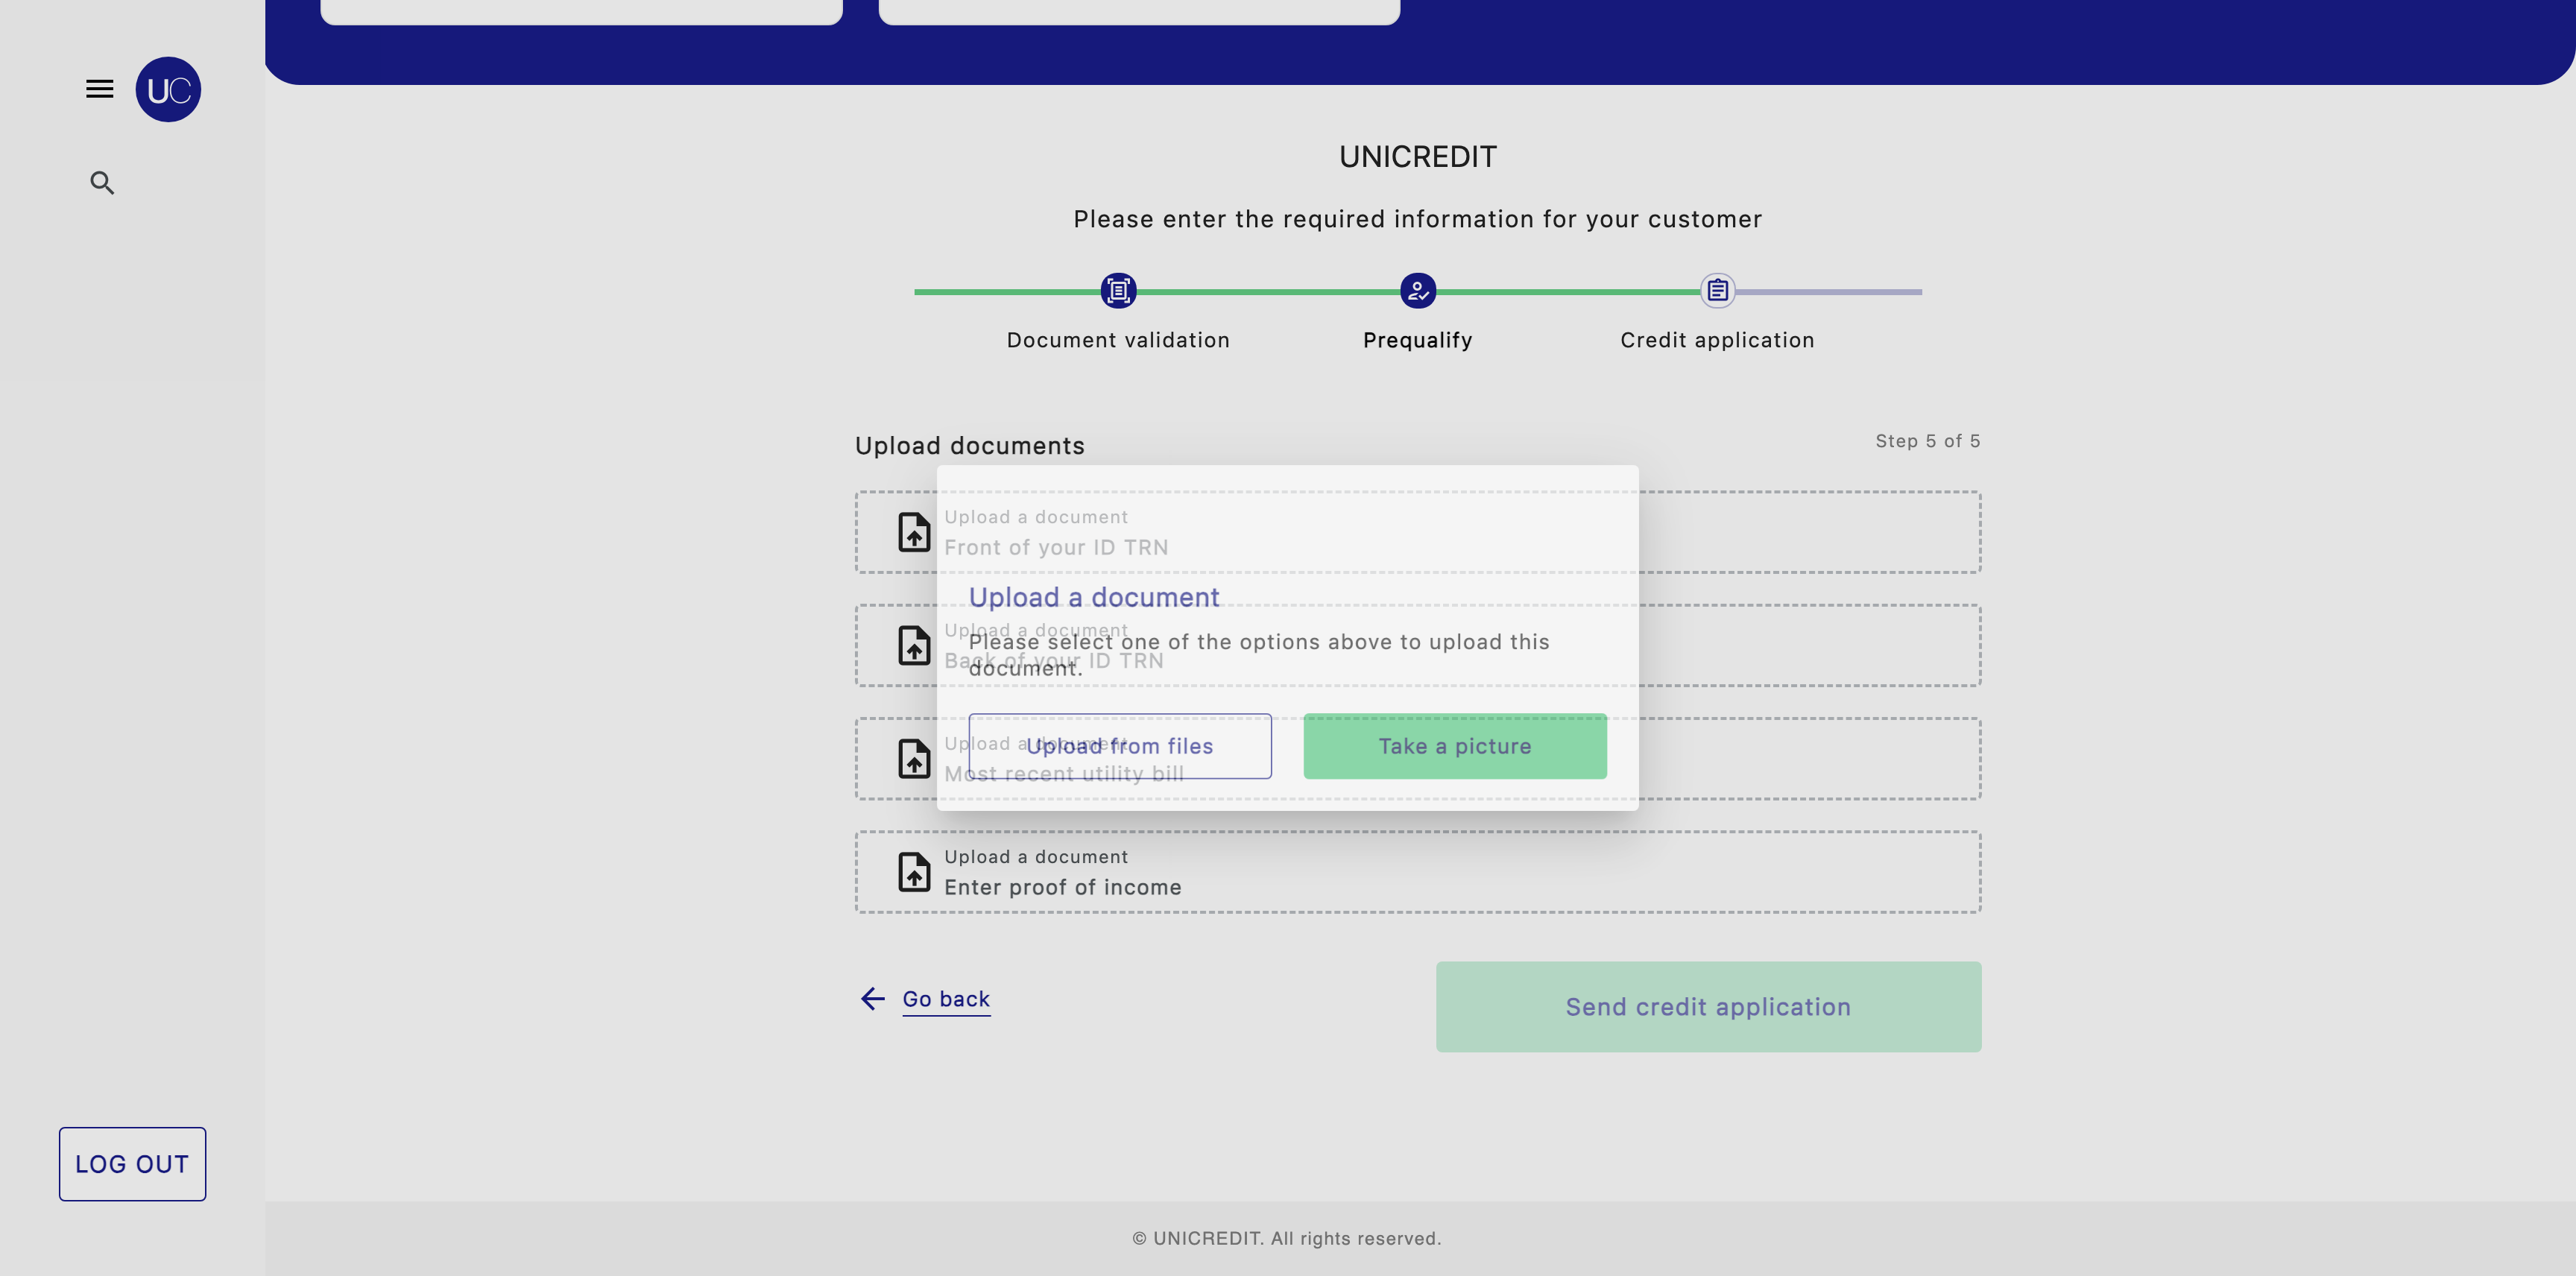 UC
UNICREDIT
Please enter the required information for your customer
Document validation
Prequalify
Credit application
Upload documents
Step 5 of 5
Upload a document
Front of your ID TRN
Upload a document
Back of your ID TRN
Upload a document
Most recent utility bill
Upload a document
Please select one of the options above to upload this
document.
Upload from files
Take a picture
Upload a document
Enter proof of income
Go back
Send credit application
LOG OUT
© UNICREDIT. All rights reserved.